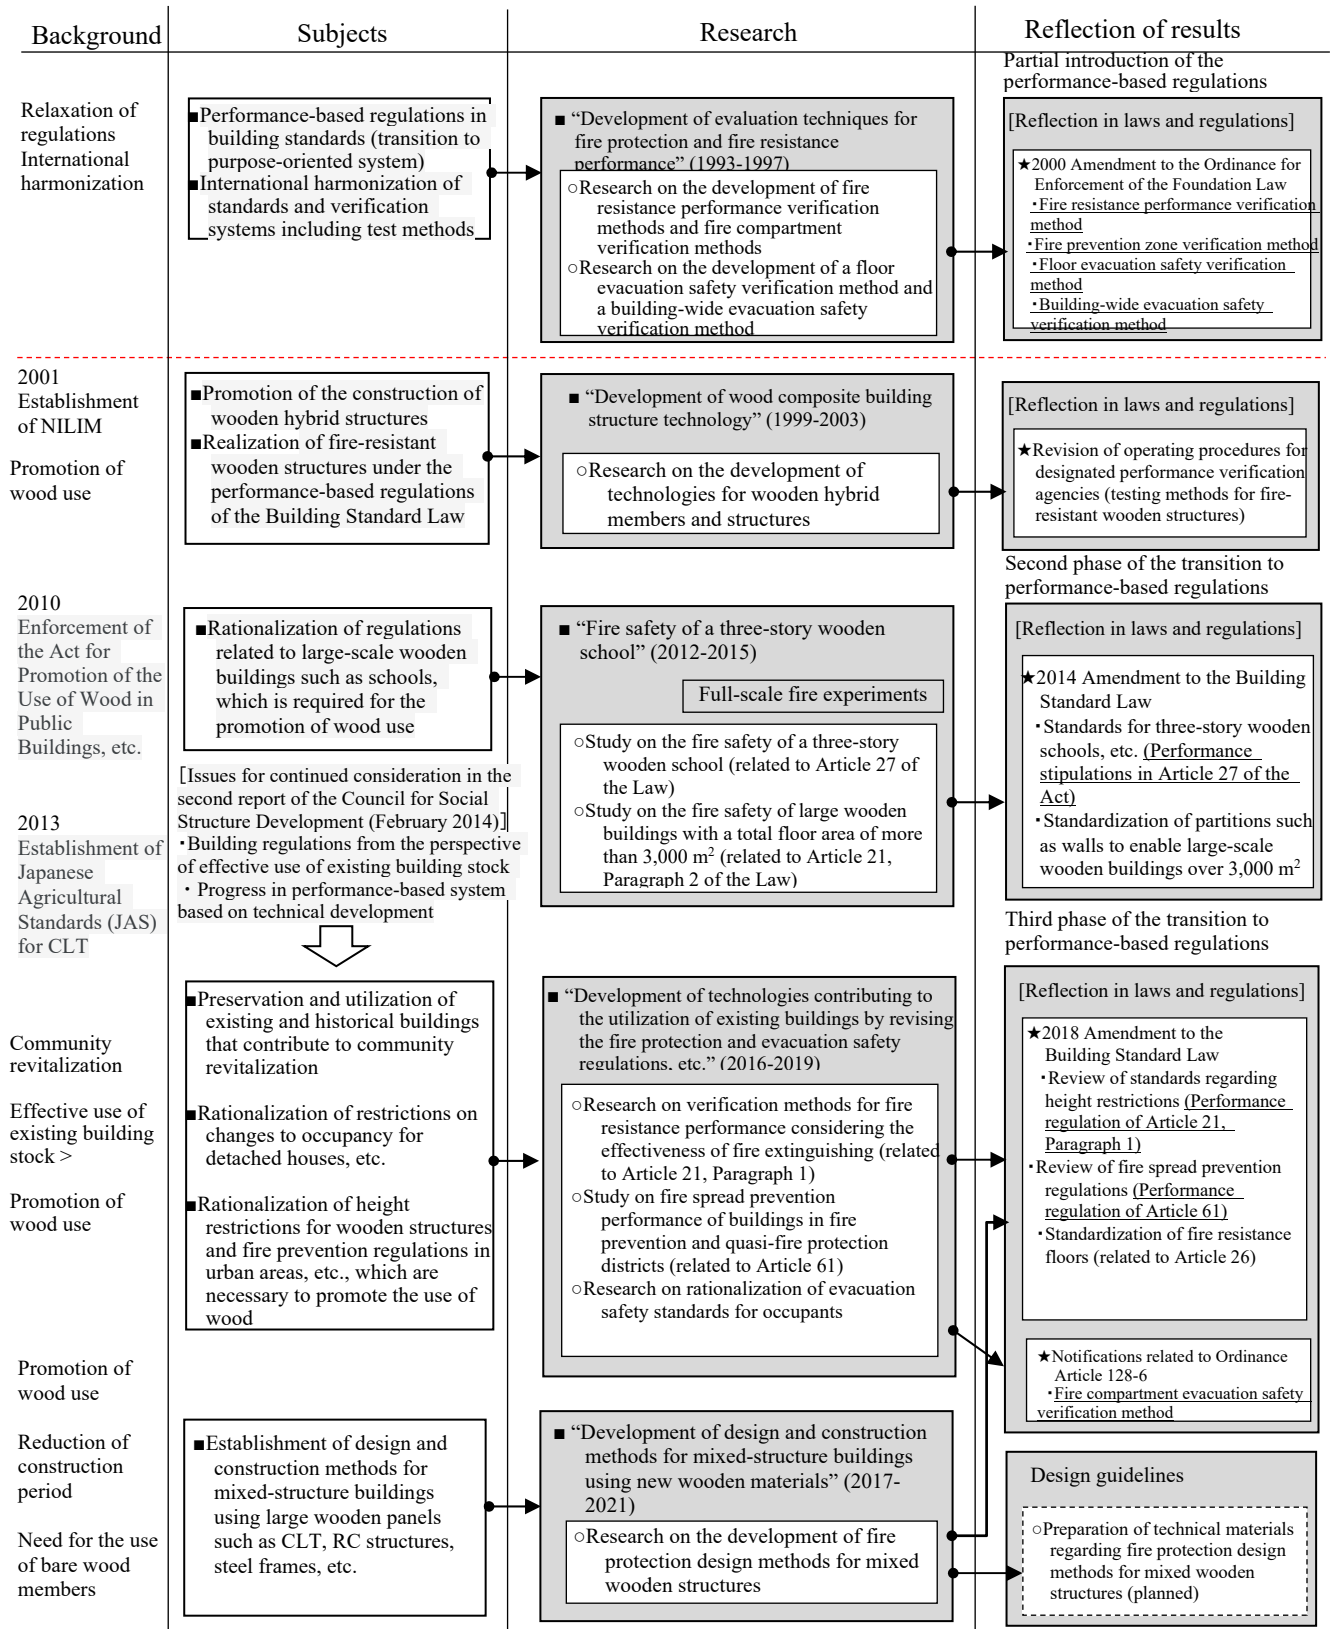 Background
Subjects
Research
Reflection of results
Partial introduction of the
performance-based regulations
Relaxation of
regulations
International
harmonization
■Performance-based regulations in
building standards (transition to
purpose-oriented system)
■International harmonization of
standards and verification
systems including test methods
■ “Development of evaluation techniques for
fire protection and fire resistance
performance” (1993-1997)
○Research on the development of fire
resistance performance verification
methods and fire compartment
verification methods
○Research on the development of a floor
evacuation safety verification method and
a building-wide evacuation safety
verification method
[Reflection in laws and regulations]
★2000 Amendment to the Ordinance for
Enforcement of the Foundation Law
・Fire resistance performance verification
method
・Fire prevention zone verification method
・Floor evacuation safety verification
method
・Building-wide evacuation safety
verification method
2001
Establishment
of NILIM
Promotion of
wood use
■Promotion of the construction of
wooden hybrid structures
■Realization of fire-resistant
wooden structures under the
performance-based regulations
of the Building Standard Law
■ “Development of wood composite building
structure technology” (1999-2003)
○Research on the development of
technologies for wooden hybrid
members and structures
[Reflection in laws and regulations]
★Revision of operating procedures for
designated performance verification
agencies (testing methods for fire-
resistant wooden structures)
Second phase of the transition to
performance-based regulations
2010
Enforcement of
the Act for
Promotion of the
Use of Wood in
Public
Buildings, etc.
2013
Establishment of
Japanese
Agricultural
Standards (JAS)
for CLT
■Rationalization of regulations
related to large-scale wooden
buildings such as schools,
which is required for the
promotion of wood use
[Issues for continued consideration in the
second report of the Council for Social
Structure Development (February 2014)]
・Building regulations from the perspective
of effective use of existing building stock
・Progress in performance-based system
based on technical development
■ “Fire safety of a three-story wooden
school” (2012-2015)
Full-scale fire experiments
○Study on the fire safety of a three-story
wooden school (related to Article 27 of
the Law)
○Study on the fire safety of large wooden
buildings with a total floor area of more
than 3,000 m² (related to Article 21,
Paragraph 2 of the Law)
[Reflection in laws and regulations]
★2014 Amendment to the Building
Standard Law
・Standards for three-story wooden
schools, etc. (Performance
stipulations in Article 27 of the
Act)
・Standardization of partitions such
as walls to enable large-scale
wooden buildings over 3,000 m²
Third phase of the transition to
performance-based regulations
Community
revitalization
Effective use of
existing building
stock >
Promotion of
wood use
■Preservation and utilization of
existing and historical buildings
that contribute to community
revitalization
■Rationalization of restrictions on
changes to occupancy for
detached houses, etc.
■Rationalization of height
restrictions for wooden structures
and fire prevention regulations in
urban areas, etc., which are
necessary to promote the use of
wood
■ “Development of technologies contributing to
the utilization of existing buildings by revising
the fire protection and evacuation safety
regulations, etc.” (2016-2019)
○Research on verification methods for fire
resistance performance considering the
effectiveness of fire extinguishing (related
to Article 21, Paragraph 1)
○Study on fire spread prevention
performance of buildings in fire
prevention and quasi-fire protection
districts (related to Article 61)
○Research on rationalization of evacuation
safety standards for occupants
[Reflection in laws and regulations]
★2018 Amendment to the
Building Standard Law
・Review of standards regarding
height restrictions (Performance
regulation of Article 21,
Paragraph 1)
・Review of fire spread prevention
regulations (Performance
regulation of Article 61)
・Standardization of fire resistance
floors (related to Article 26)
★Notifications related to Ordinance
Article 128-6
・Fire compartment evacuation safety
verification method
Promotion of
wood use
Reduction of
construction
period
Need for the use
of bare wood
members
■Establishment of design and
construction methods for
mixed-structure buildings
using large wooden panels
such as CLT, RC structures,
steel frames, etc.
■ “Development of design and construction
methods for mixed-structure buildings
using new wooden materials” (2017-
2021)
○Research on the development of fire
protection design methods for mixed
wooden structures
Design guidelines
○Preparation of technical materials
regarding fire protection design
methods for mixed wooden
structures (planned)